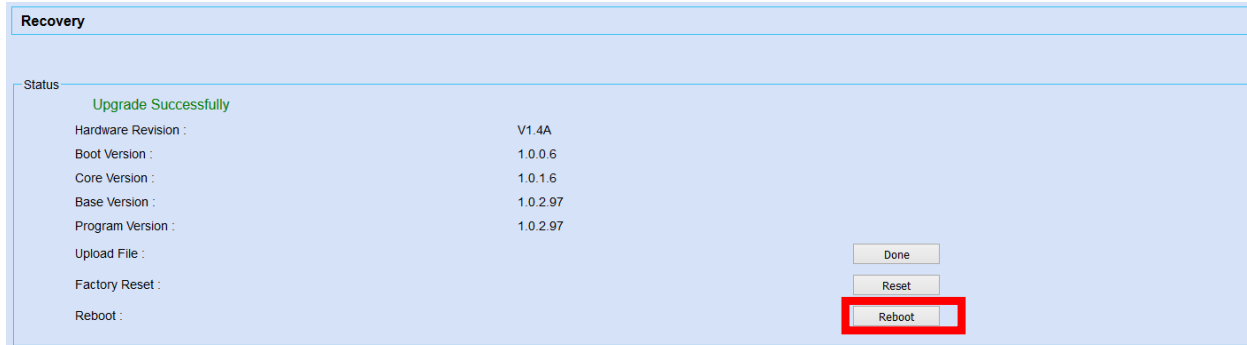 Recovery
Status
Upgrade Successfully
Hardware Revision : V1.4A
Boot Version : 1.0.0.6
Core Version : 1.0.1.6
Base Version : 1.0.2.97
Program Version : 1.0.2.97
Upload File : Done
Factory Reset : Reset
Reboot : Reboot